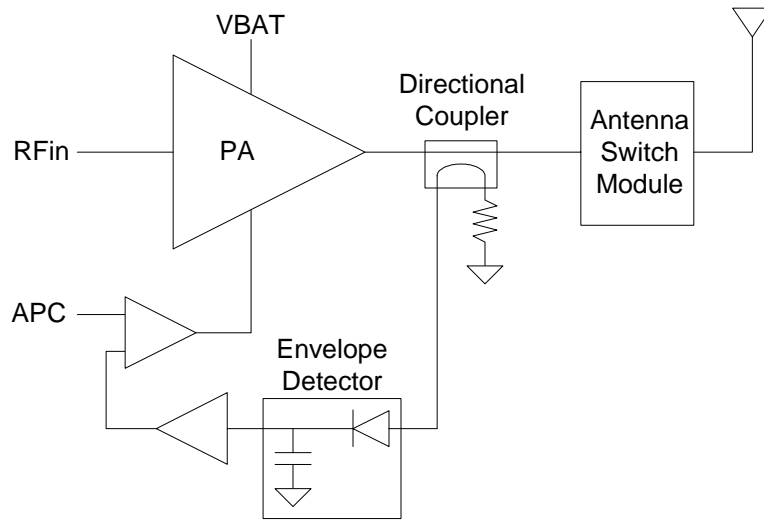 VBAT
Directional
Coupler
Antenna
Switch
Module
RFin
PA
APC
Envelope
Detector